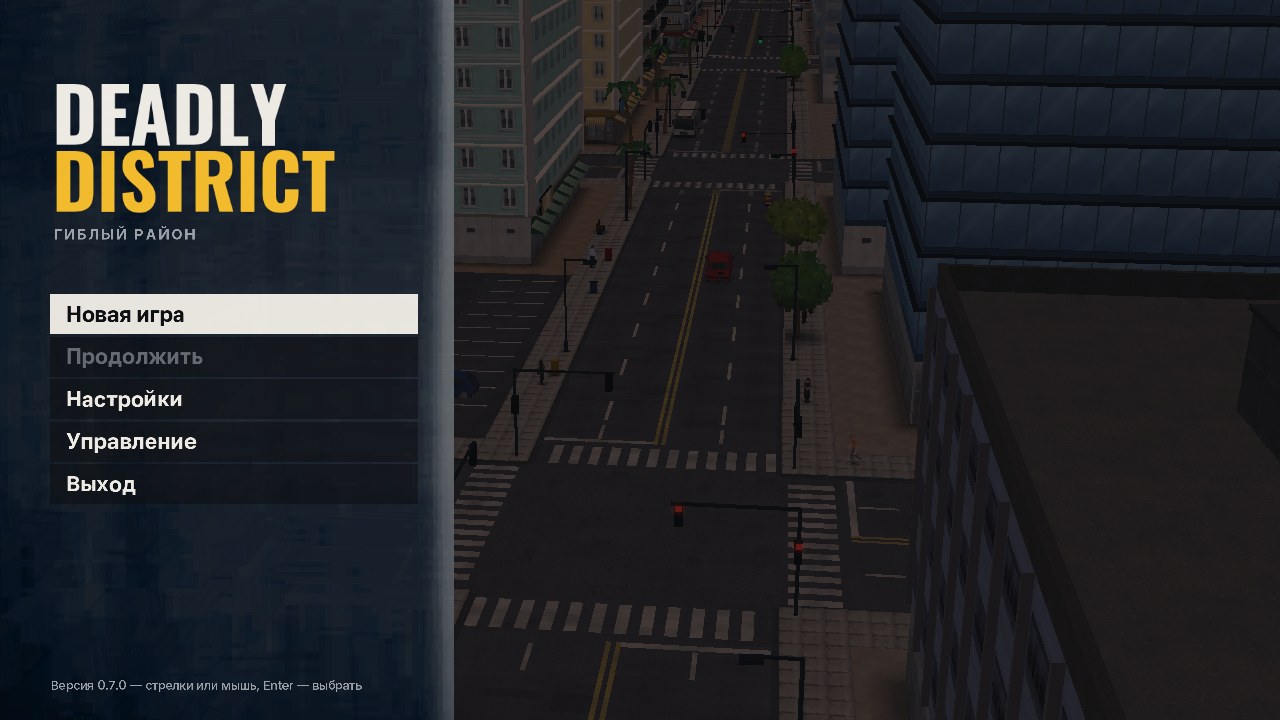 DEADLY
DISTRICT
ГИБЛЫЙ РАЙОН
Новая игра
Продолжить
Настройки
Управление
Выход
Версия 0.7.0 — стрелки или мышь, Enter — выбрать